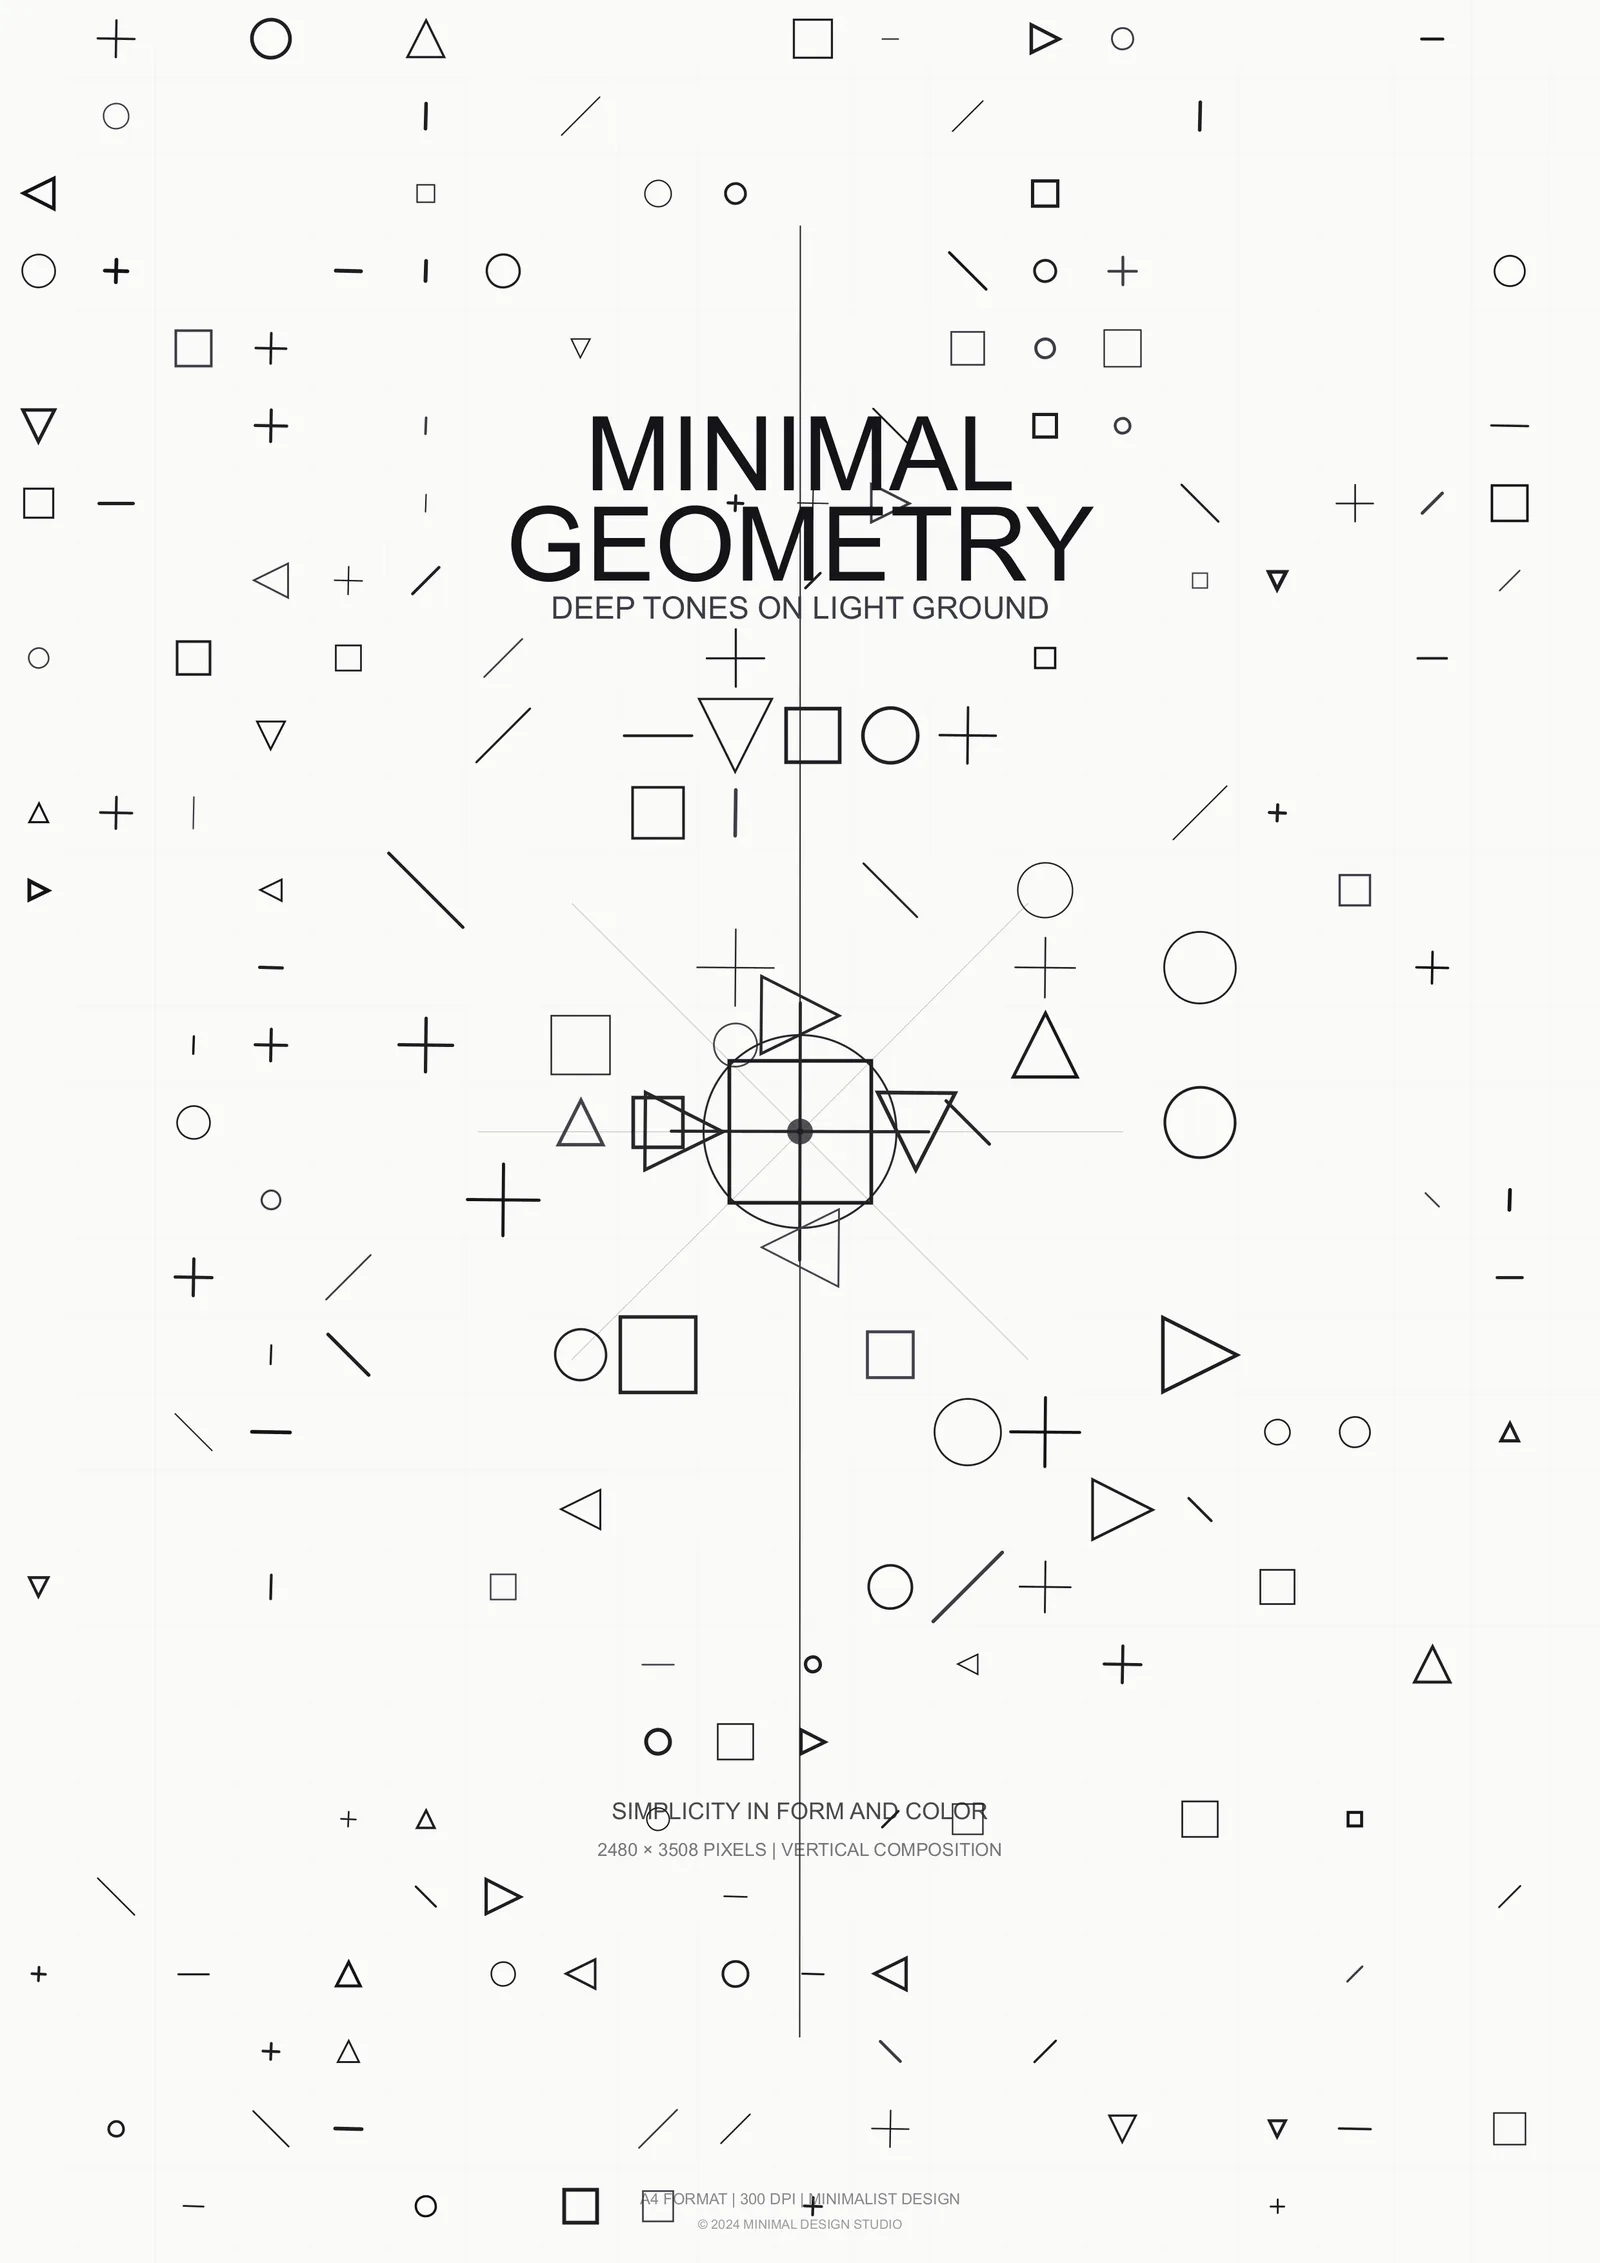 MINIMAL
GEOMETRY
DEEP TONES ON LIGHT GROUND
SIMPLICITY IN FORM AND COLOR
2480 × 3508 PIXELS | VERTICAL COMPOSITION
A4 FORMAT | 300 DPI | MINIMALIST DESIGN
© 2024 MINIMAL DESIGN STUDIO